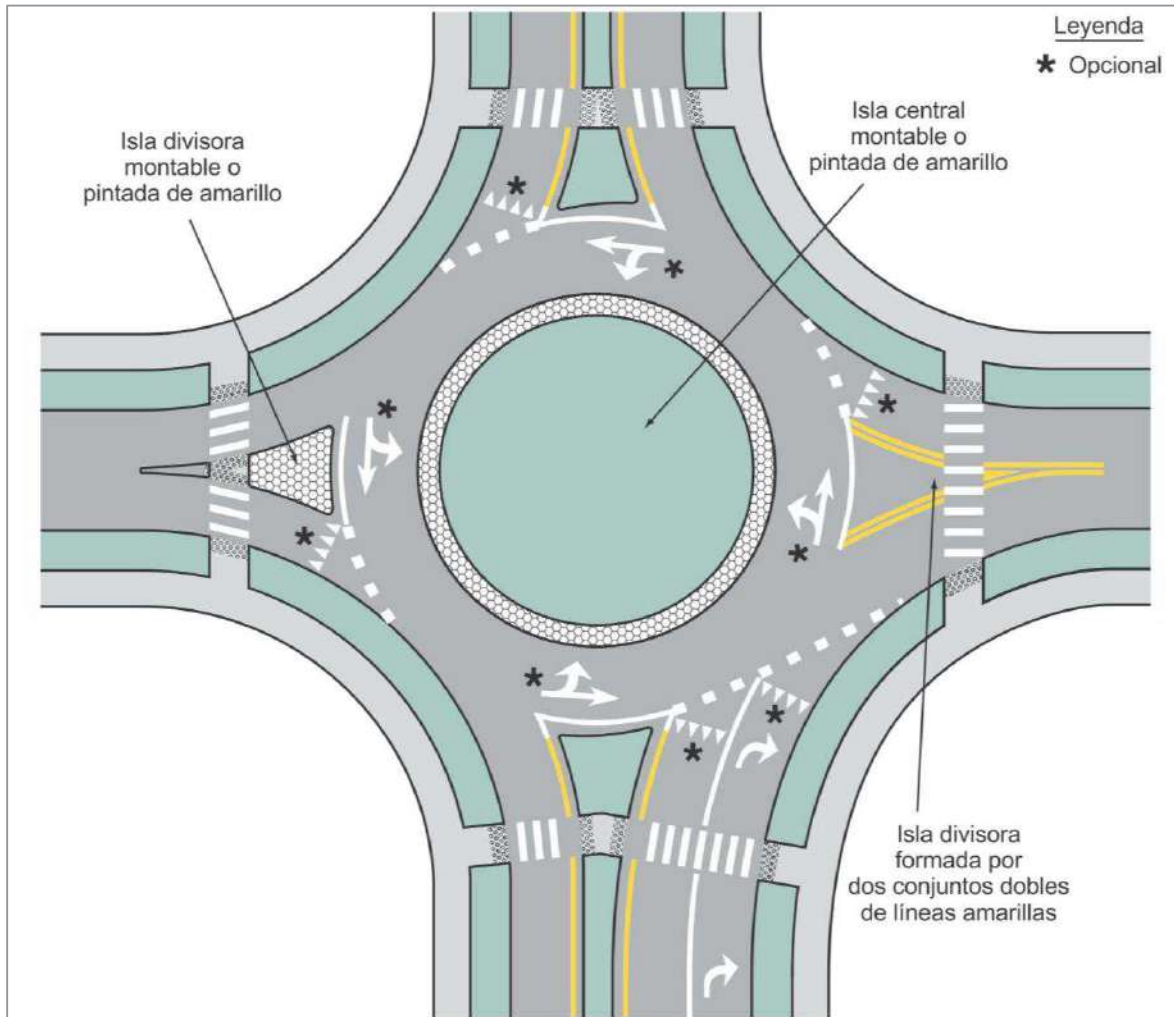 Leyenda
* Opcional
Isla divisora
montable o
pintada de amarillo
Isla central
montable o
pintada de amarillo
Isla divisora
formada por
dos conjuntos dobles
de líneas amarillas